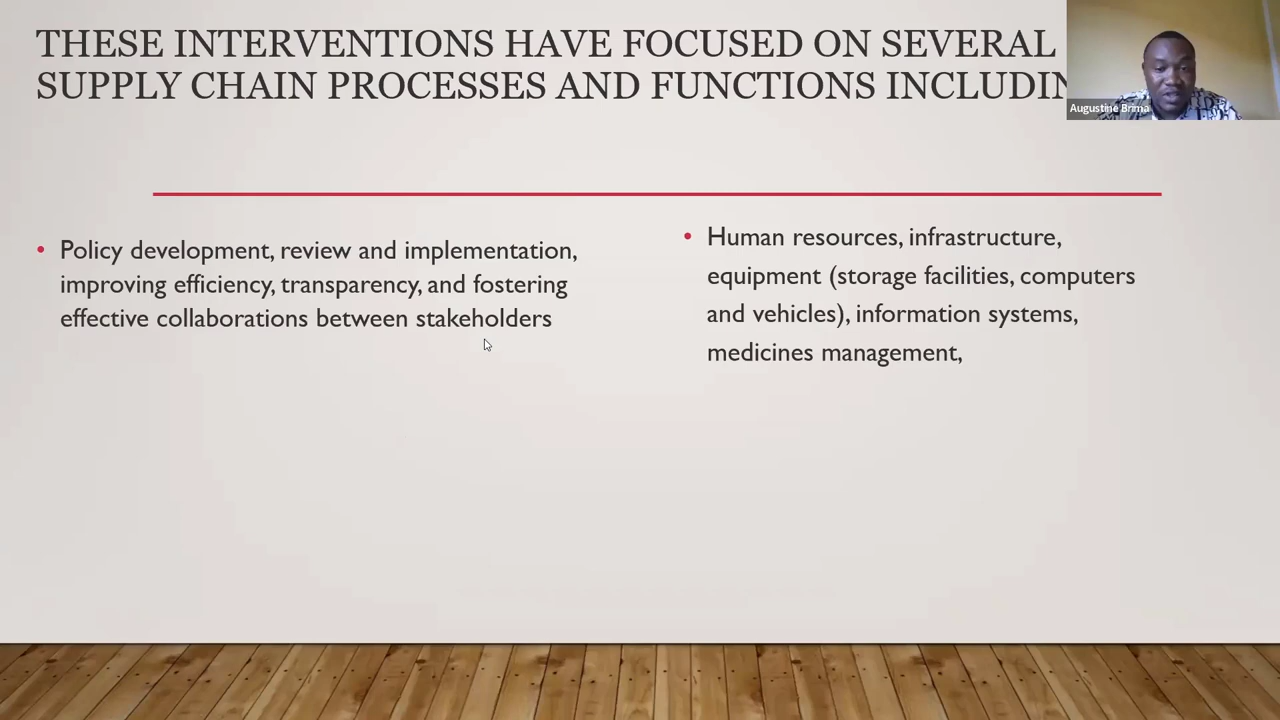 THESE INTERVENTIONS HAVE FOCUSED ON SEVERAL
SUPPLY CHAIN PROCESSES AND FUNCTIONS INCLUDIN
Augustine Brima
• Policy development, review and implementation,
improving efficiency, transparency, and fostering
effective collaborations between stakeholders
• Human resources, infrastructure,
equipment (storage facilities, computers
and vehicles), information systems,
medicines management,